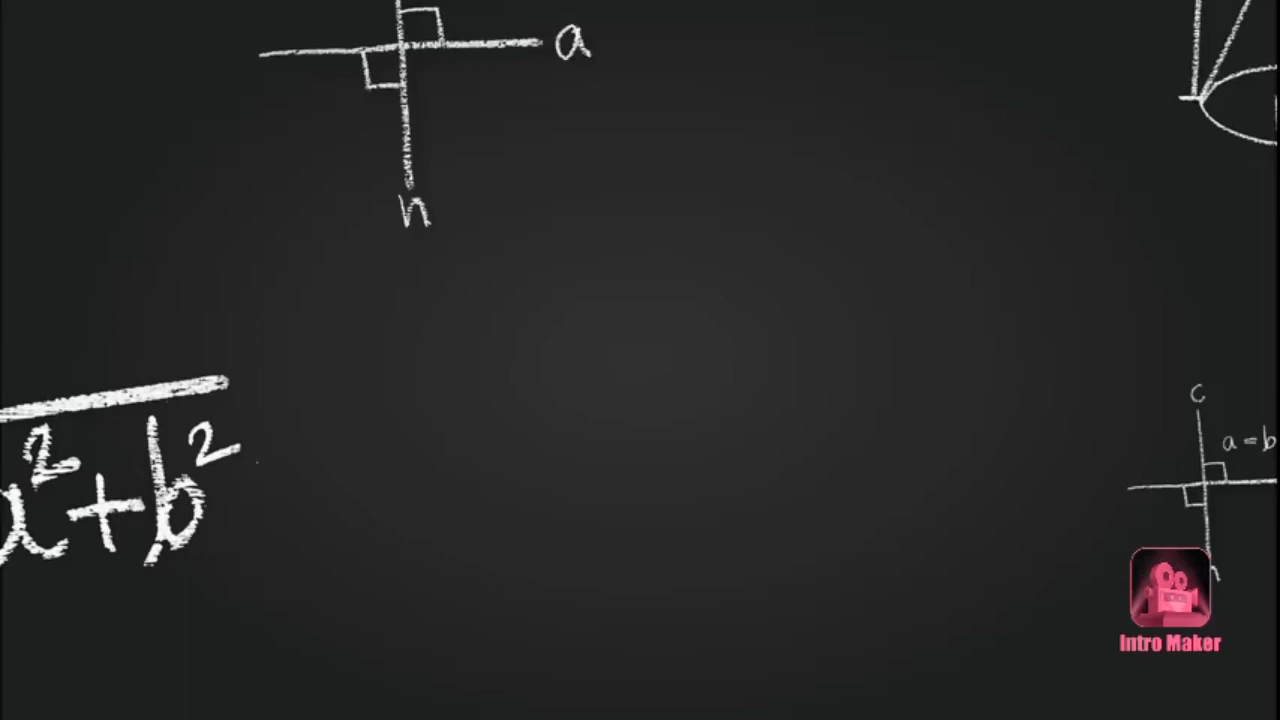 a
n
c
a = b
a² + b²
Intro Maker